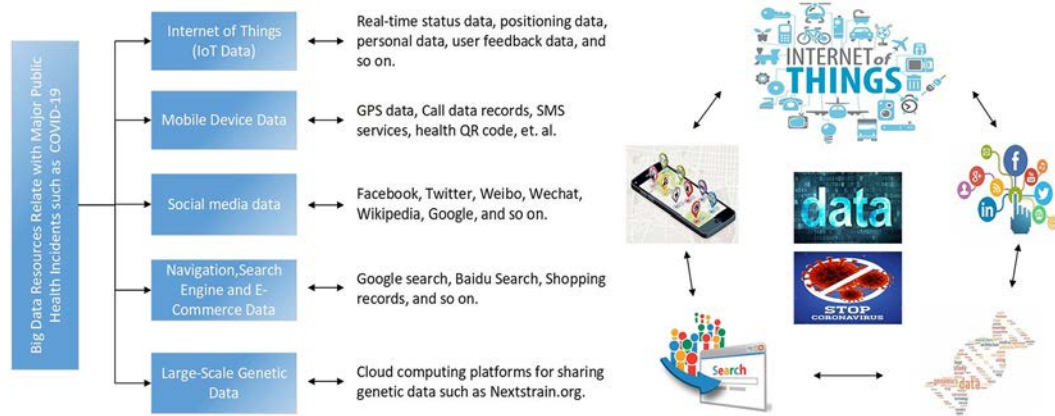 Big Data Resources Relate with Major Public
Health Incidents such as COVID-19
Internet of Things
(IoT Data)
Real-time status data, positioning data,
personal data, user feedback data, and
so on.
Mobile Device Data
GPS data, Call data records, SMS
services, health QR code, et. al.
Social media data
Facebook, Twitter, Weibo, Wechat,
Wikipedia, Google, and so on.
Navigation,Search
Engine and E-
Commerce Data
Google search, Baidu Search, Shopping
records, and so on.
Large-Scale Genetic
Data
Cloud computing platforms for sharing
genetic data such as Nextstrain.org.
INTERNET of
THINGS
data
STOP
CORONAVIRUS
Search
data